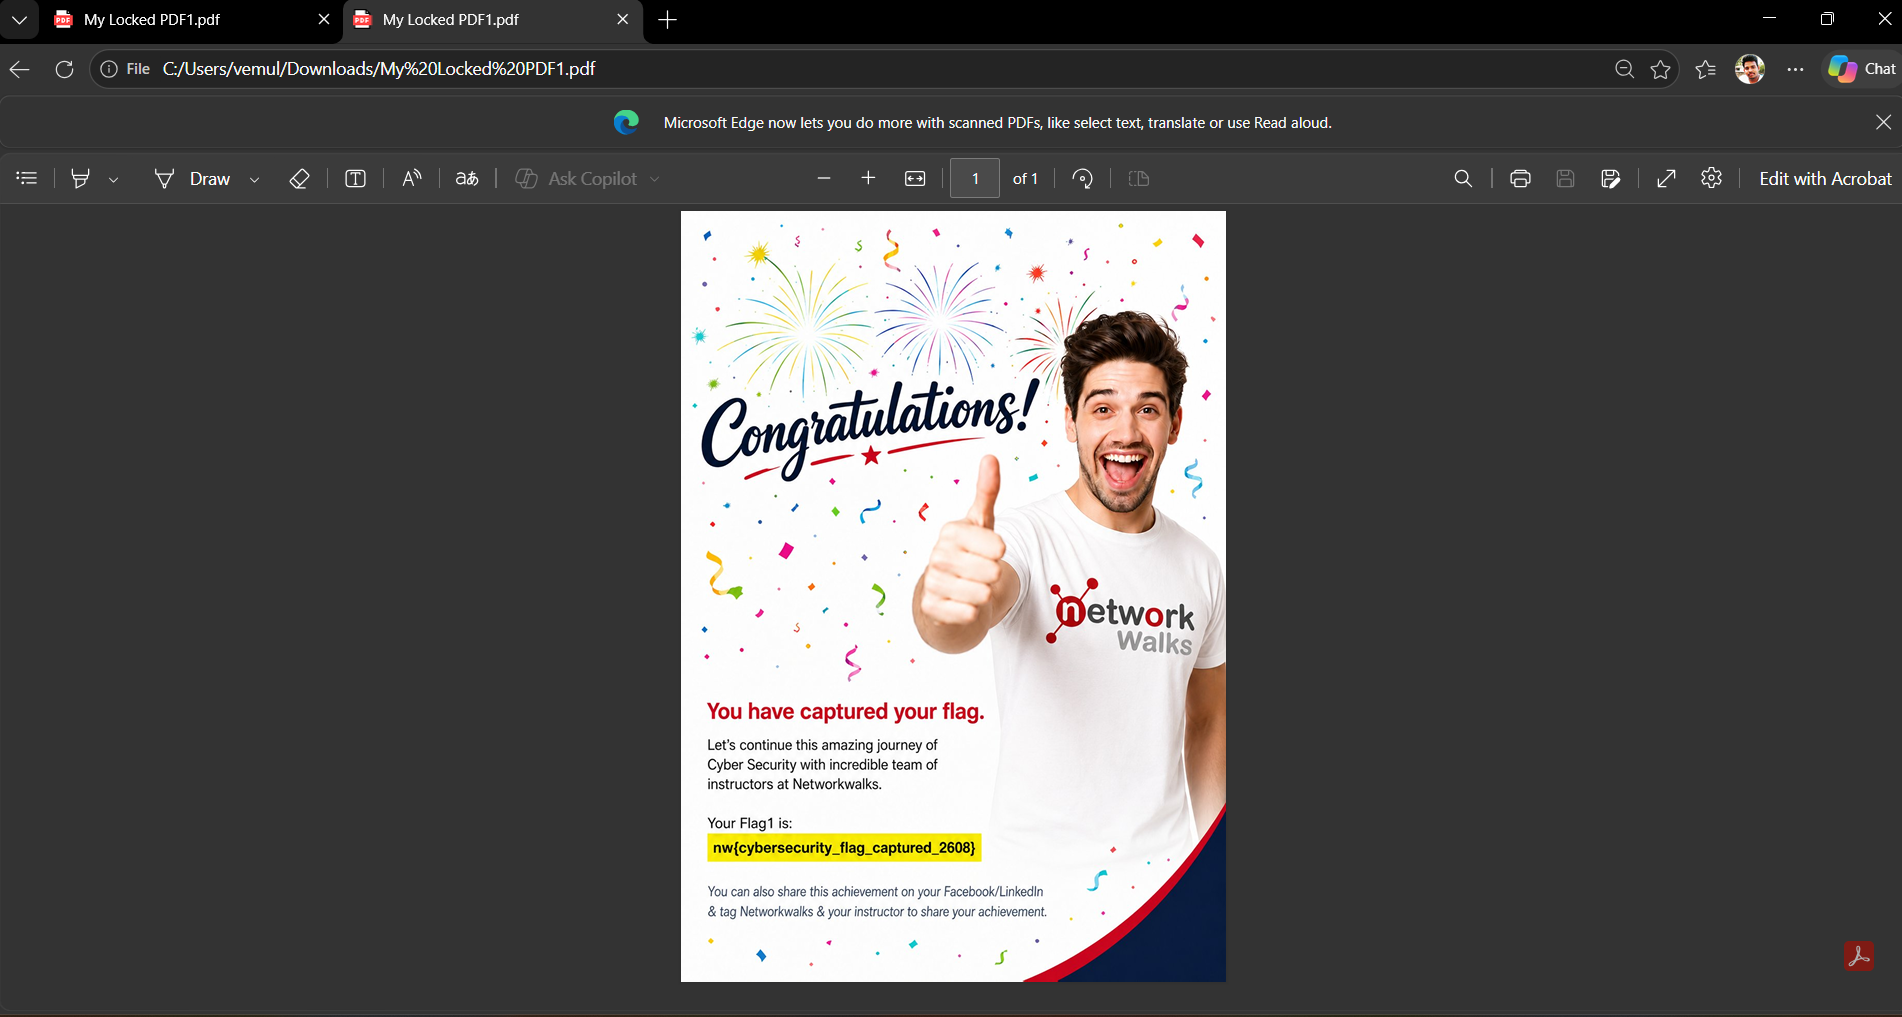 My Locked PDF1.pdf
My Locked PDF1.pdf
File C:/Users/vemul/Downloads/My%20Locked%20PDF1.pdf
Chat
Microsoft Edge now lets you do more with scanned PDFs, like select text, translate or use Read aloud.
Draw
Ask Copilot
1 of 1
Edit with Acrobat
Congratulations!
network
Walks
You have captured your flag.
Let's continue this amazing journey of
Cyber Security with incredible team of
instructors at Networkwalks.
Your Flag1 is:
nw{cybersecurity_flag_captured_2608}
You can also share this achievement on your Facebook/LinkedIn
& tag Networkwalks & your instructor to share your achievement.